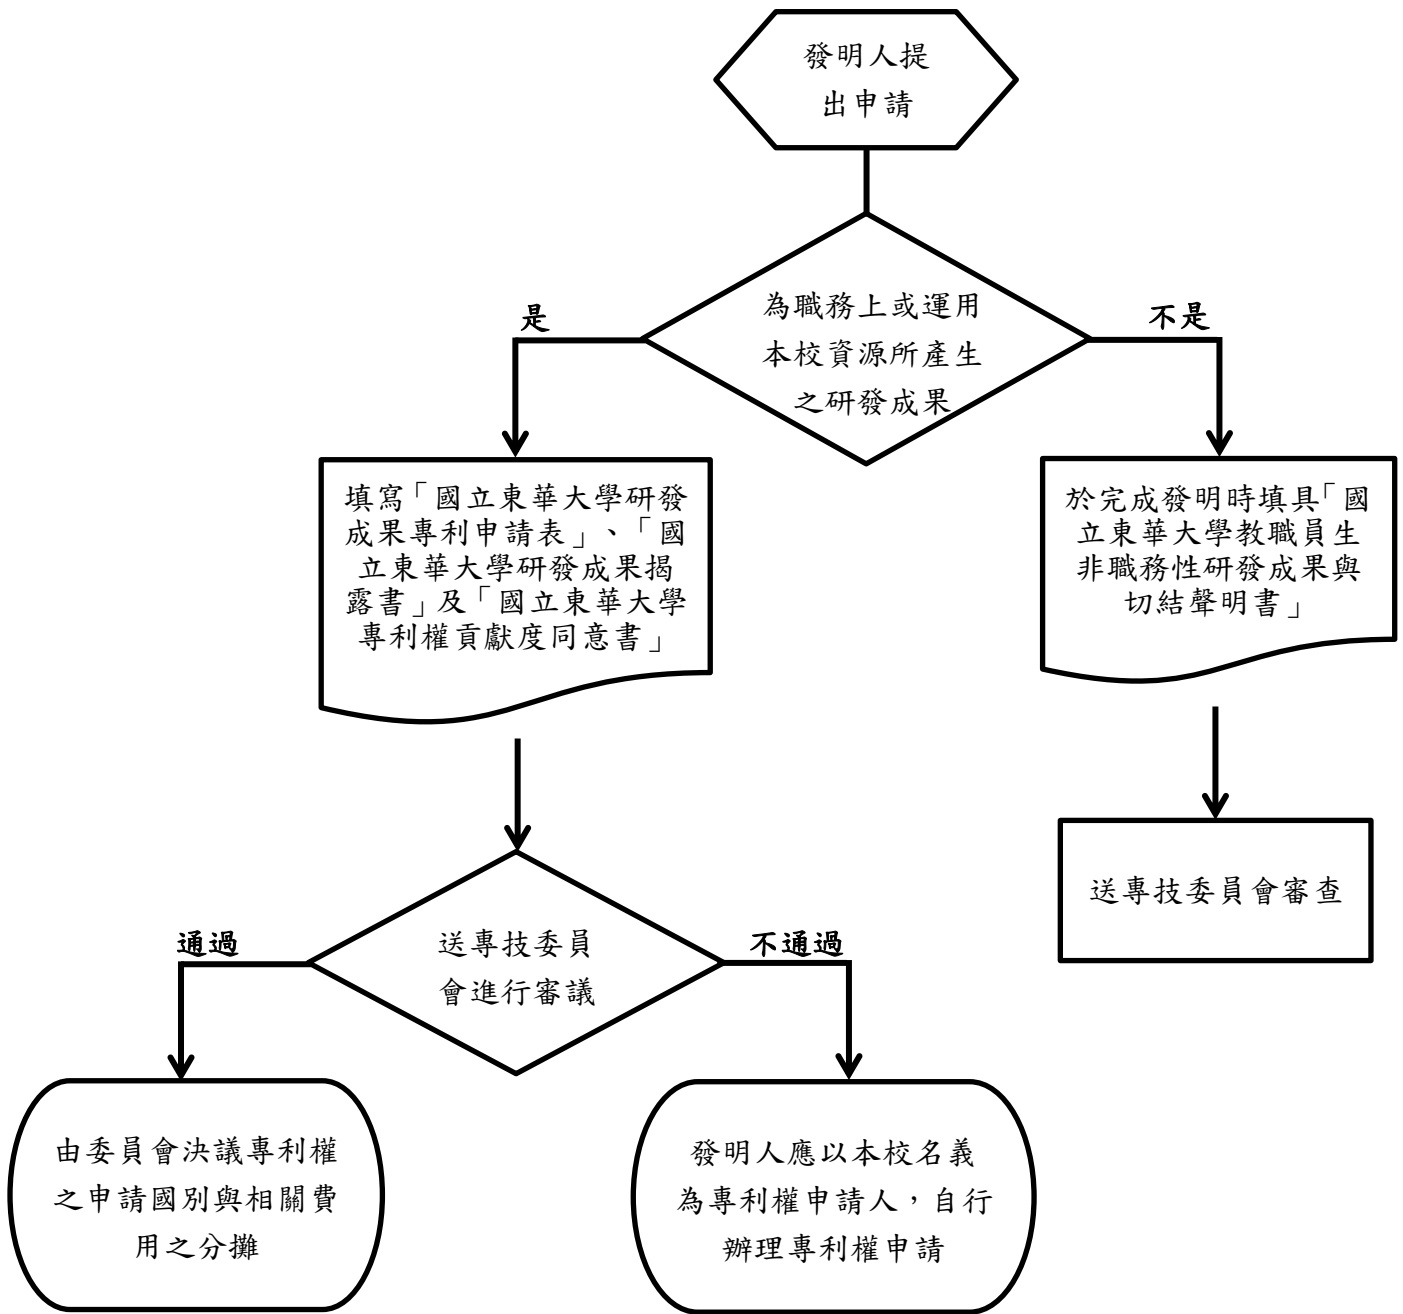 發明人提
出申請
為職務上或運用
本校資源所產生
之研發成果
是
不是
填寫「國立東華大學研發
成果專利申請表」、「國
立東華大學研發成果揭
露書」及「國立東華大學
專利權貢獻度同意書」
於完成發明時填具「國
立東華大學教職員生
非職務性研發成果與
切結聲明書」
送專技委員會審查
送專技委員
會進行審議
通過
不通過
由委員會決議專利權
之申請國別與相關費
用之分攤
發明人應以本校名義
為專利權申請人，自行
辦理專利權申請